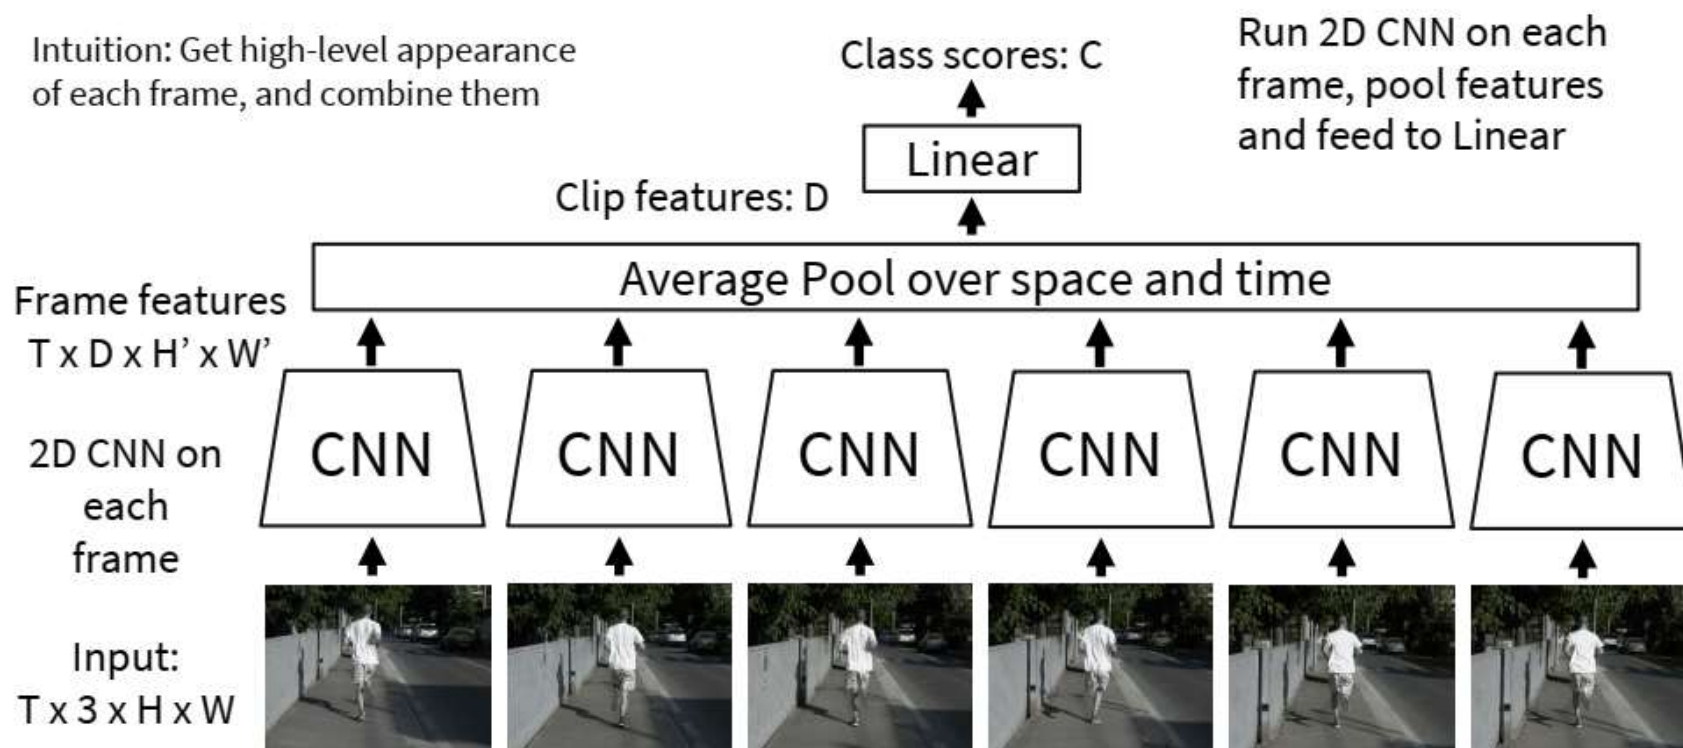 Intuition: Get high-level appearance
of each frame, and combine them
Class scores: C
Run 2D CNN on each
frame, pool features
and feed to Linear
Linear
Clip features: D
Average Pool over space and time
Frame features
T x D x H’ x W’
CNN CNN CNN CNN CNN CNN
2D CNN on
each
frame
Input:
T x 3 x H x W